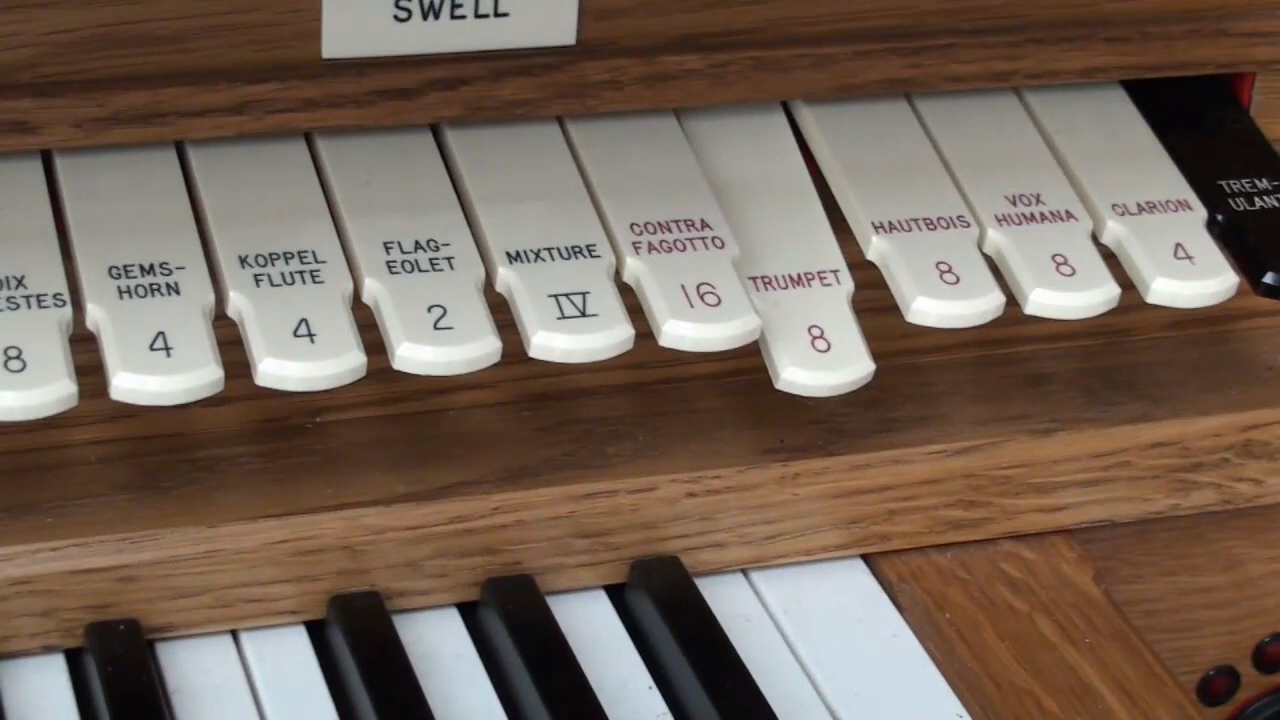 SWELL
8
GEMS-
HORN
4
KOPPEL
FLUTE
4
FLAG-
EOLET
2
MIXTURE
IV
CONTRA
FAGOTTO
16
TRUMPET
8
HAUTBOIS
8
VOX
HUMANA
8
CLARION
4
TREM-